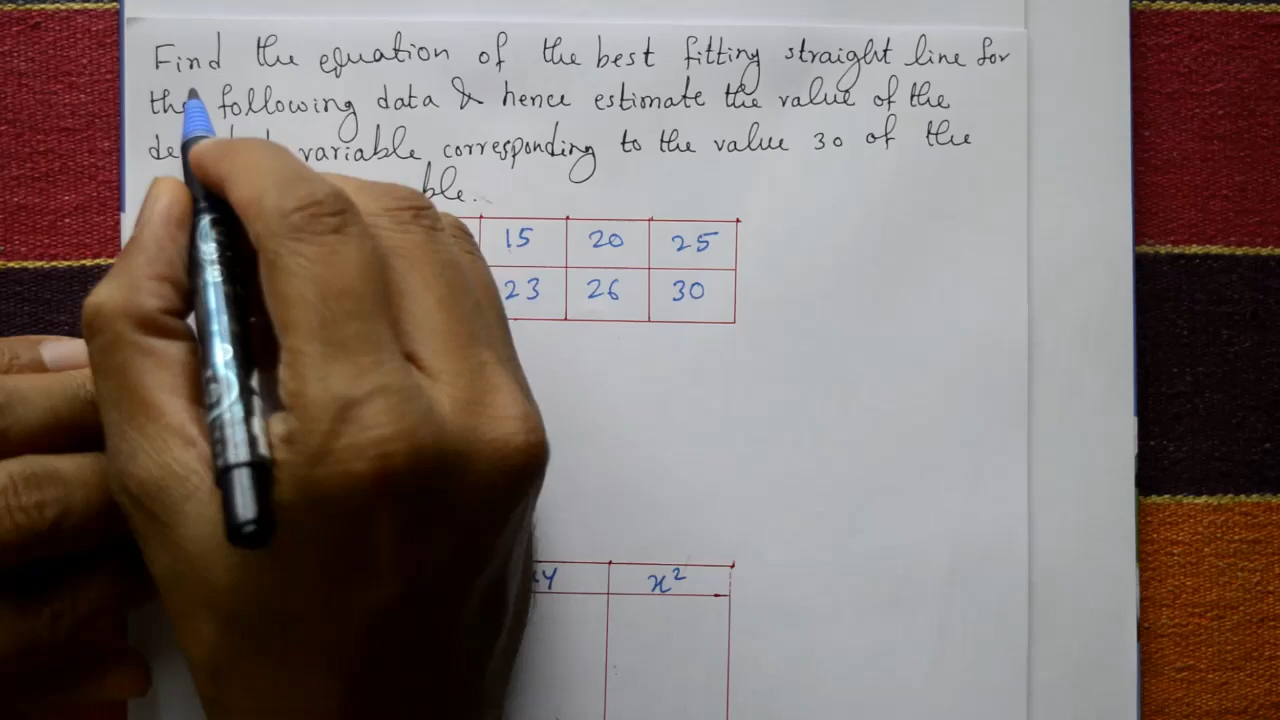 Find the equation of the best fitting straight line for
the following data & hence estimate the value of the
variable corresponding to the value 30 of the
15 20 25
23 26 30
x²